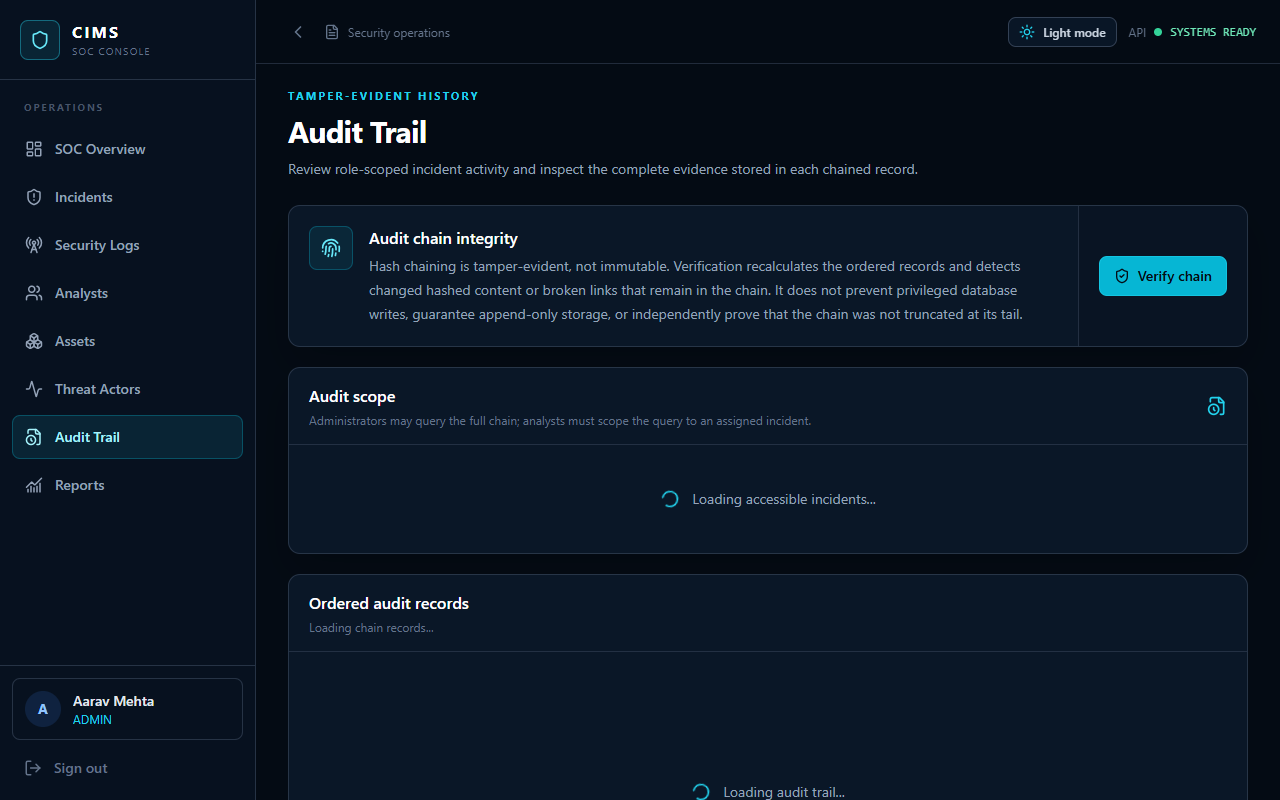 CIMS
SOC CONSOLE
OPERATIONS
SOC Overview
Incidents
Security Logs
Analysts
Assets
Threat Actors
Audit Trail
Reports
A
Aarav Mehta
ADMIN
Sign out
Security operations
Light mode
API
SYSTEMS READY
TAMPER-EVIDENT HISTORY
Audit Trail
Review role-scoped incident activity and inspect the complete evidence stored in each chained record.
Audit chain integrity
Hash chaining is tamper-evident, not immutable. Verification recalculates the ordered records and detects
changed hashed content or broken links that remain in the chain. It does not prevent privileged database
writes, guarantee append-only storage, or independently prove that the chain was not truncated at its tail.
Verify chain
Audit scope
Administrators may query the full chain; analysts must scope the query to an assigned incident.
Loading accessible incidents...
Ordered audit records
Loading chain records...
Loading audit trail...